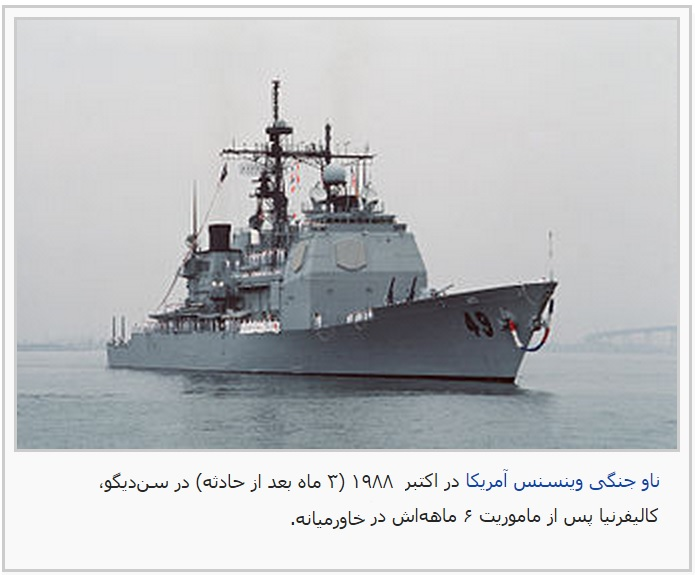 49
ناو جنگی وینسنس آمریکا در اکتبر ۱۹۸۸ (۳ ماه بعد از حادثه) در سن‌دیگو،
کالیفرنیا پس از ماموریت ۶ ماهه‌اش در خاورمیانه.